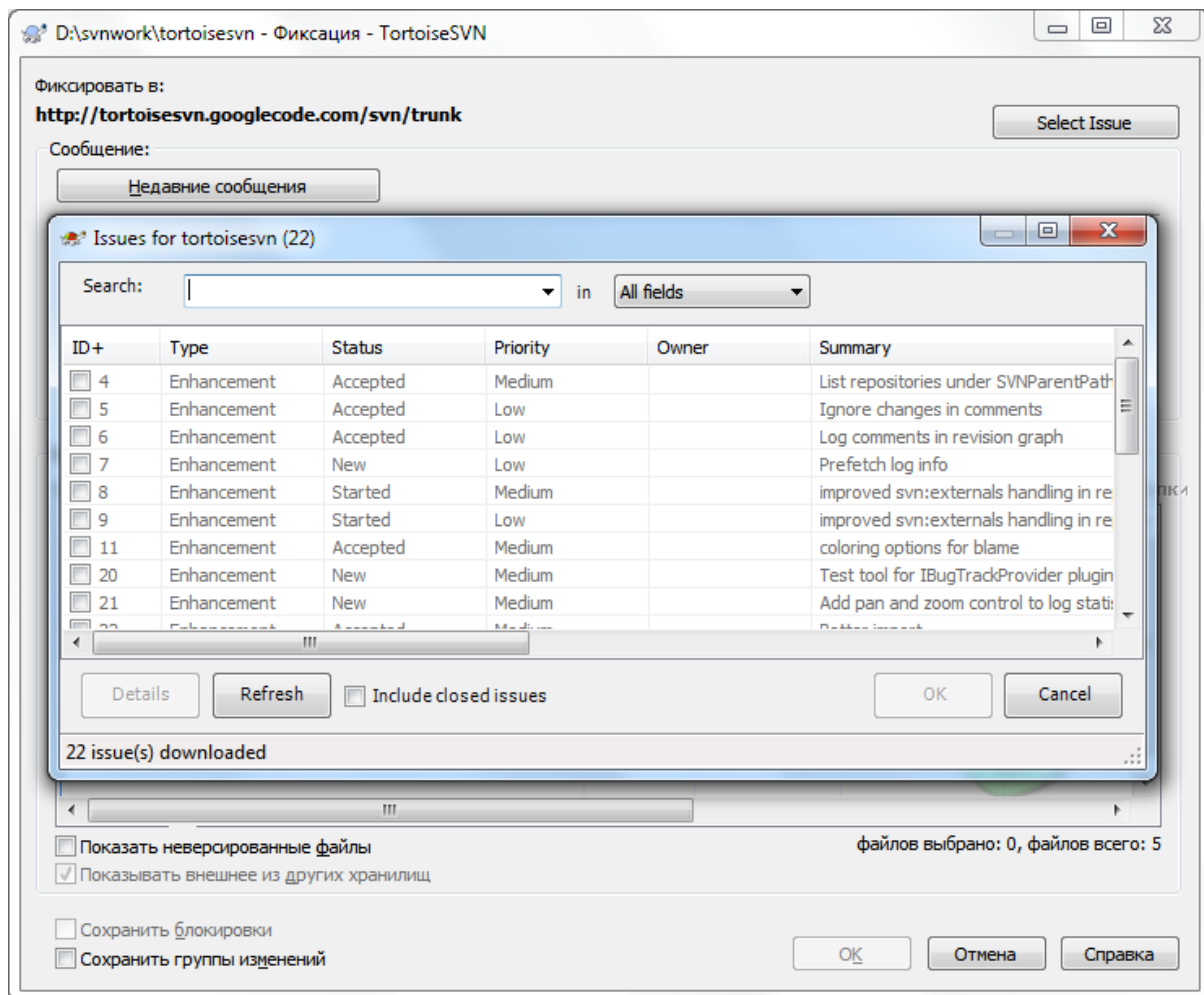 D:\svnwork\tortoisesvn - Фиксация - TortoiseSVN
Фиксировать в:
http://tortoisesvn.googlecode.com/svn/trunk
Select Issue
Сообщение:
Недавние сообщения
Issues for tortoisesvn (22)
Search: in All fields
ID+ Type Status Priority Owner Summary
4 Enhancement Accepted Medium List repositories under SVNParentPath
5 Enhancement Accepted Low Ignore changes in comments
6 Enhancement Accepted Low Log comments in revision graph
7 Enhancement New Low Prefetch log info
8 Enhancement Started Medium improved svn:externals handling in re
9 Enhancement Started Low improved svn:externals handling in re
11 Enhancement Accepted Medium coloring options for blame
20 Enhancement New Medium Test tool for IBugTrackProvider plugin
21 Enhancement New Medium Add pan and zoom control to log statis
Details Refresh Include closed issues OK Cancel
22 issue(s) downloaded
Показать неверсированные файлы
файлов выбрано: 0, файлов всего: 5
Показывать внешнее из других хранилищ
Сохранить блокировки
Сохранить группы изменений
OK Отмена Справка